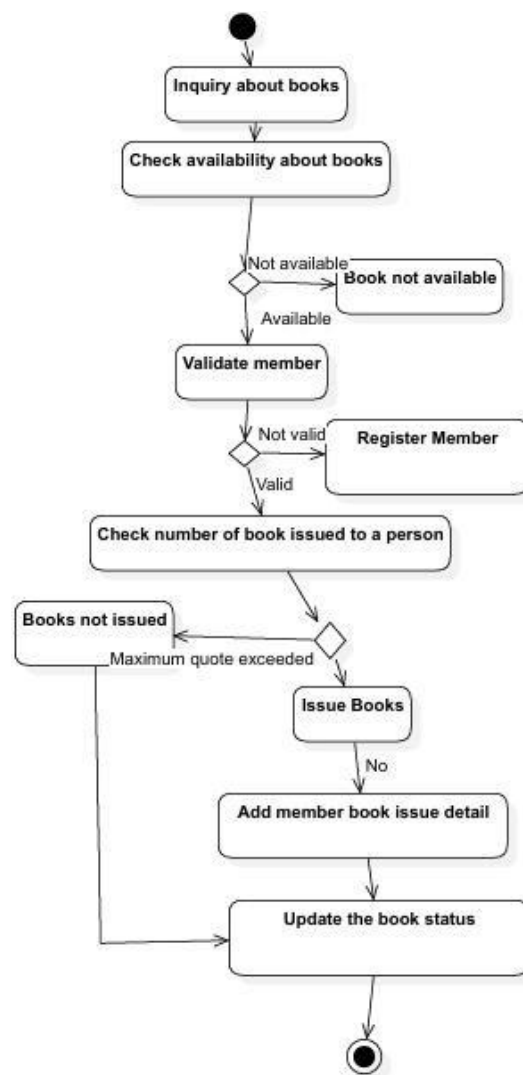 Inquiry about books
Check availability about books
Not available
Book not available
Available
Validate member
Not valid
Register Member
Valid
Check number of book issued to a person
Books not issued
Maximum quote exceeded
Issue Books
No
Add member book issue detail
Update the book status